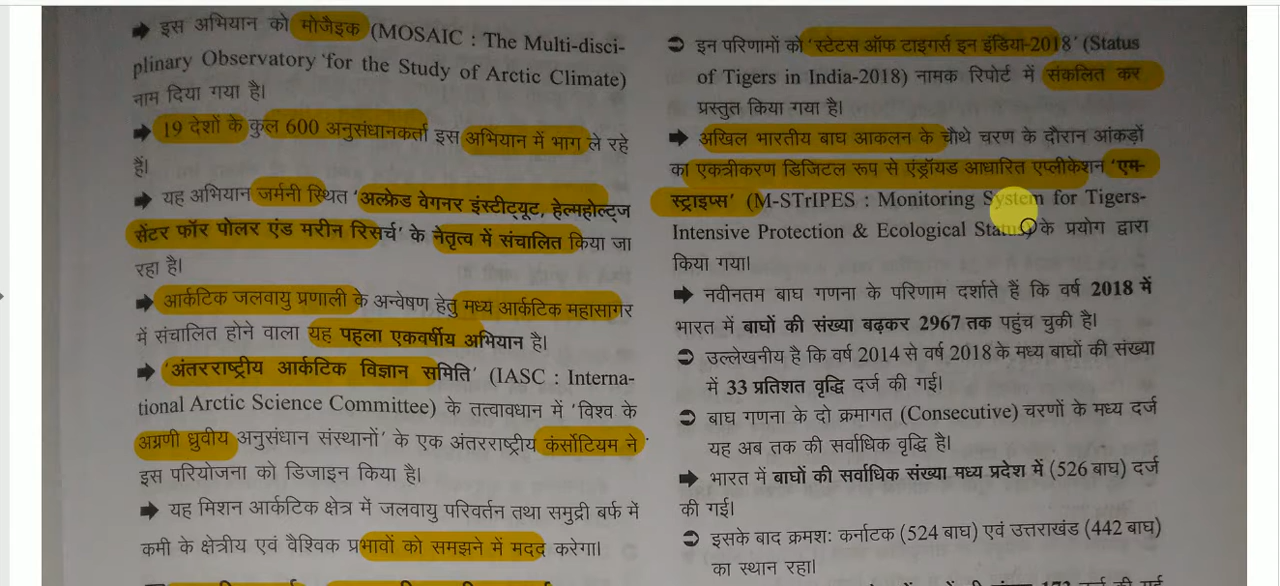 ➡ इस अभियान को मोजैइक (MOSAIC : The Multi-disci-
plinary Observatory 'for the Study of Arctic Climate)
नाम दिया गया है।
➡ 19 देशों के कुल 600 अनुसंधानकर्ता इस अभियान में भाग ले रहे
हैं।
➡ यह अभियान जर्मनी स्थित 'अल्फ्रेड वेगनर इंस्टीट्यूट, हेल्महोल्ट्ज
सेंटर फॉर पोलर एंड मरीन रिसर्च' के नेतृत्व में संचालित किया जा
रहा है।
➡ आर्कटिक जलवायु प्रणाली के अन्वेषण हेतु मध्य आर्कटिक महासागर
में संचालित होने वाला यह पहला एकवर्षीय अभियान है।
➡ 'अंतरराष्ट्रीय आर्कटिक विज्ञान समिति' (IASC : Interna-
tional Arctic Science Committee) के तत्वावधान में 'विश्व के
अग्रणी ध्रुवीय अनुसंधान संस्थानों' के एक अंतरराष्ट्रीय कंर्सोटियम ने
इस परियोजना को डिजाइन किया है।
➡ यह मिशन आर्कटिक क्षेत्र में जलवायु परिवर्तन तथा समुद्री बर्फ में
कमी के क्षेत्रीय एवं वैश्विक प्रभावों को समझने में मदद करेगा।
⊃ इन परिणामों को 'स्टेटस ऑफ टाइगर्स इन इंडिया-2018' (Status
of Tigers in India-2018) नामक रिपोर्ट में संकलित कर
प्रस्तुत किया गया है।
➡ अखिल भारतीय बाघ आकलन के चौथे चरण के दौरान आंकड़ों
का एकत्रीकरण डिजिटल रूप से एंड्रॉयड आधारित एप्लीकेशन 'एम-
स्ट्राइप्स' (M-STrIPES : Monitoring System for Tigers-
Intensive Protection & Ecological Status) के प्रयोग द्वारा
किया गया।
➡ नवीनतम बाघ गणना के परिणाम दर्शाते हैं कि वर्ष 2018 में
भारत में बाघों की संख्या बढ़कर 2967 तक पहुंच चुकी है।
⊃ उल्लेखनीय है कि वर्ष 2014 से वर्ष 2018 के मध्य बाघों की संख्या
में 33 प्रतिशत वृद्धि दर्ज की गई।
⊃ बाघ गणना के दो क्रमागत (Consecutive) चरणों के मध्य दर्ज
यह अब तक की सर्वाधिक वृद्धि है।
➡ भारत में बाघों की सर्वाधिक संख्या मध्य प्रदेश में (526 बाघ) दर्ज
की गई।
⊃ इसके बाद क्रमशः कर्नाटक (524 बाघ) एवं उत्तराखंड (442 बाघ)
का स्थान रहा।